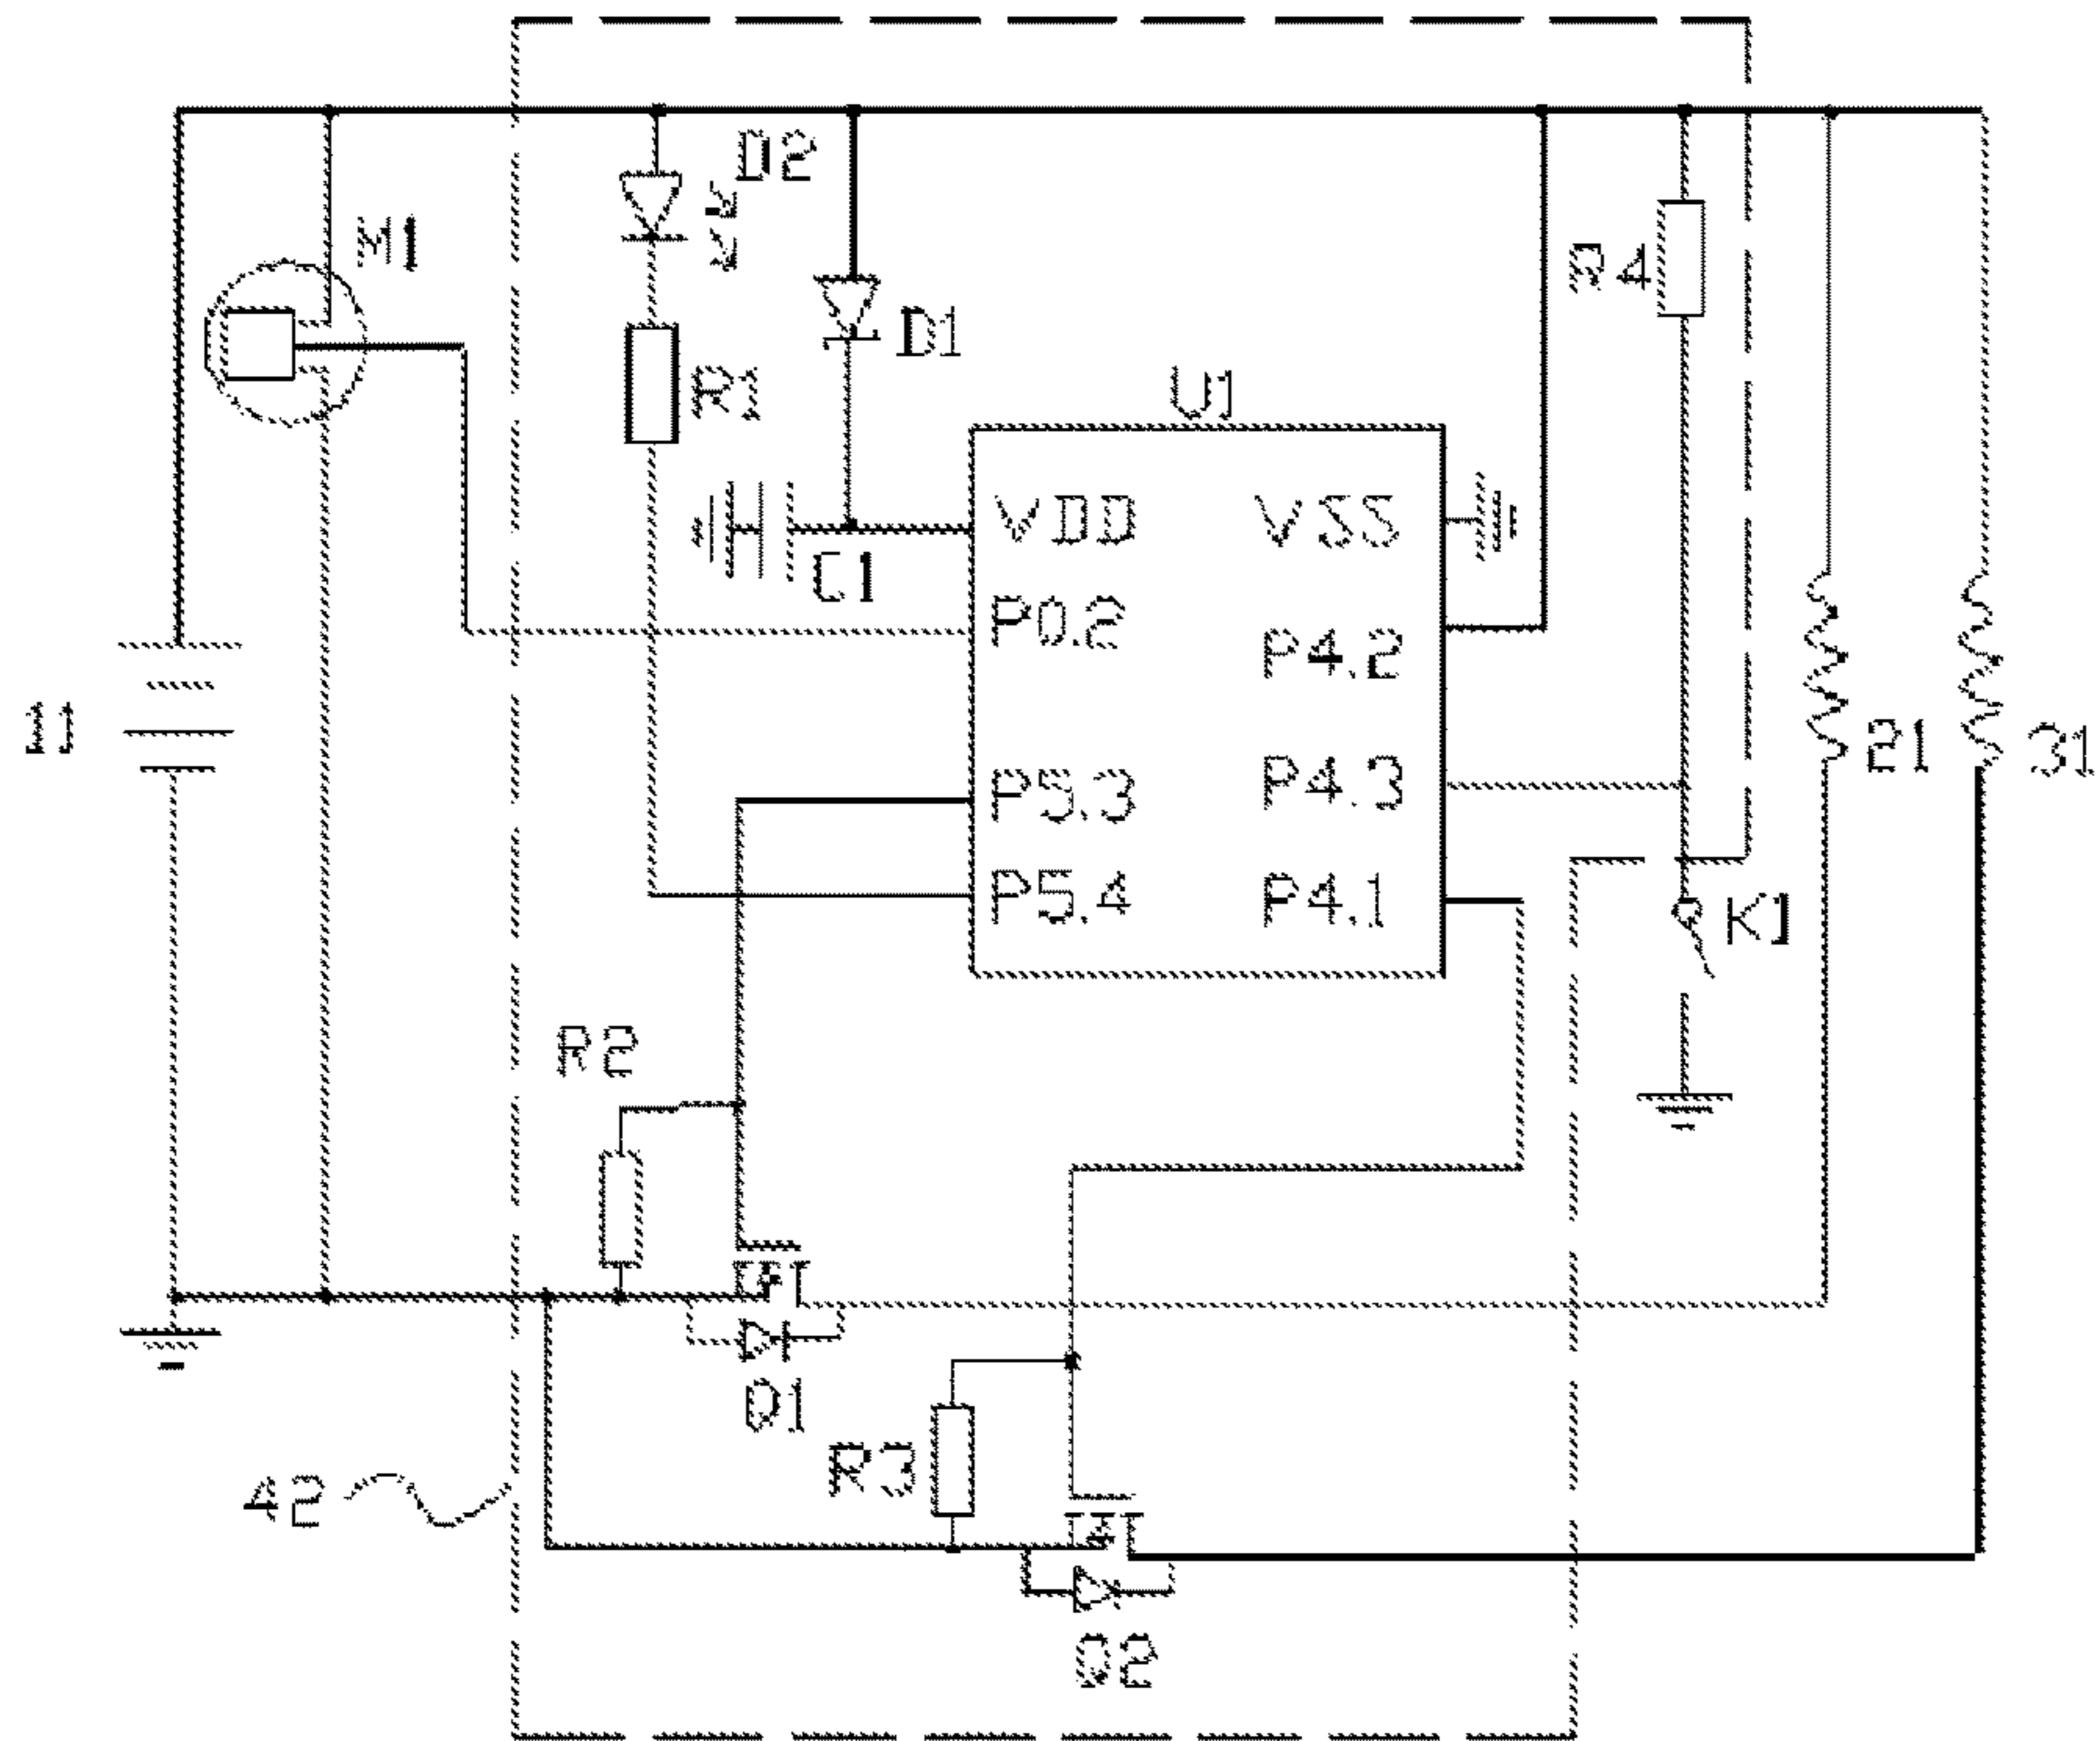 D2
M1
R4
D1
R1
U1
VDD
VSS
C1
P0.2
P4.2
11
21
31
P5.3
P4.3
P5.4
P4.1
K1
R2
Q1
R3
42
Q2